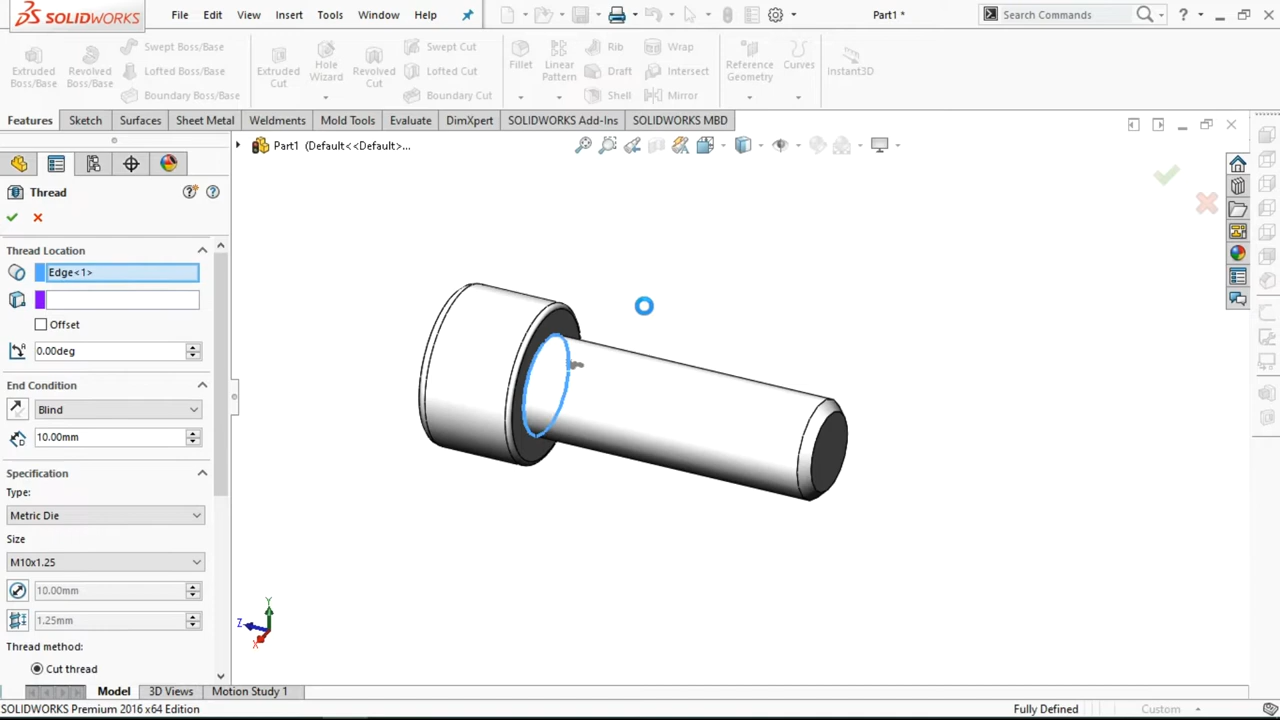 SOLIDWORKS File Edit View Insert Tools Window Help Part1 * Search Commands ?
Extruded Boss/Base
Revolved Boss/Base
Swept Boss/Base
Lofted Boss/Base
Boundary Boss/Base
Extruded Cut
Hole Wizard
Revolved Cut
Swept Cut
Lofted Cut
Boundary Cut
Fillet
Linear Pattern
Rib
Draft
Shell
Wrap
Intersect
Mirror
Reference Geometry
Curves
Instant3D
Features Sketch Surfaces Sheet Metal Weldments Mold Tools Evaluate DimXpert SOLIDWORKS Add-Ins SOLIDWORKS MBD
Part1 (Default<<Default>...
Thread
Thread Location
Edge<1>
Offset
0.00deg
End Condition
Blind
10.00mm
Specification
Type:
Metric Die
Size
M10x1.25
10.00mm
1.25mm
Thread method:
Cut thread
Y
Z
X
Model 3D Views Motion Study 1
SOLIDWORKS Premium 2016 x64 Edition Fully Defined Custom